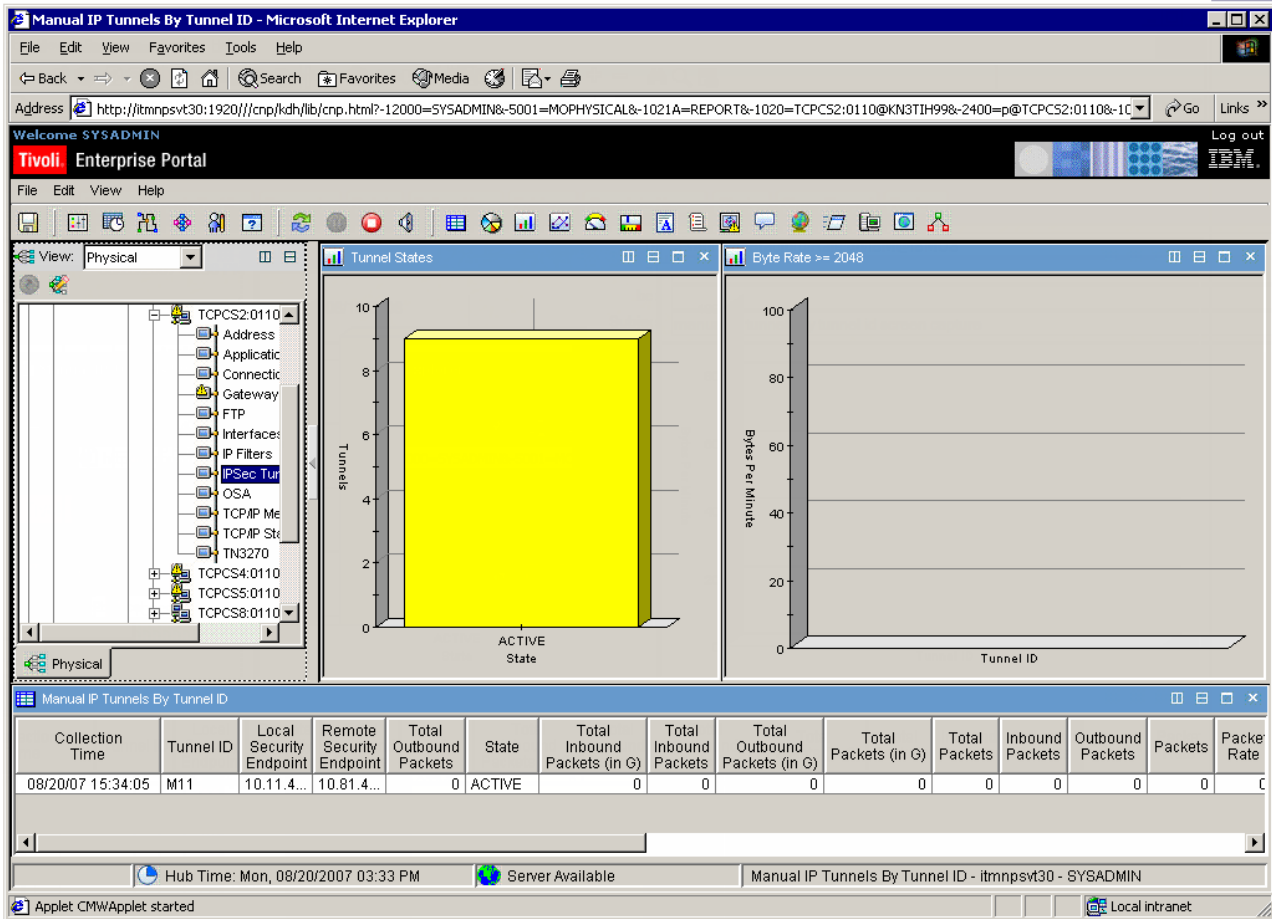 Manual IP Tunnels By Tunnel ID - Microsoft Internet Explorer
File Edit View Favorites Tools Help
Back Search Favorites Media
Address http://itmnpsvt30:1920///cnp/kdh/lib/cnp.html?-12000=SYSADMIN&-5001=MOPHYSICAL&-1021A=REPORT&-1020=TCPCS2:0110@KN3TIH99&-2400=p@TCPCS2:0110&-10 Go Links »
Welcome SYSADMIN Log out
Tivoli. Enterprise Portal IBM.
File Edit View Help
View: Physical
TCPCS2:0110
Address
Applicatic
Connectic
Gateway
FTP
Interfaces
IP Filters
IPSec Tur
OSA
TCP/IP Me
TCP/IP Sta
TN3270
TCPCS4:0110
TCPCS5:0110
TCPCS8:0110
Physical
Tunnel States
10
8
6
4
2
0
Tunnels
ACTIVE
State
Byte Rate >= 2048
100
80
60
40
20
0
Bytes Per Minute
Tunnel ID
Manual IP Tunnels By Tunnel ID
Collection Time Tunnel ID Local Security Endpoint Remote Security Endpoint Total Outbound Packets State Total Inbound Packets (in G) Total Inbound Packets Total Outbound Packets (in G) Total Packets (in G) Total Packets Inbound Packets Outbound Packets Packets Packe Rate
08/20/07 15:34:05 M11 10.11.4... 10.81.4... 0 ACTIVE 0 0 0 0 0 0 0 0 0
Hub Time: Mon, 08/20/2007 03:33 PM Server Available Manual IP Tunnels By Tunnel ID - itmnpsvt30 - SYSADMIN
Applet CMWApplet started Local intranet